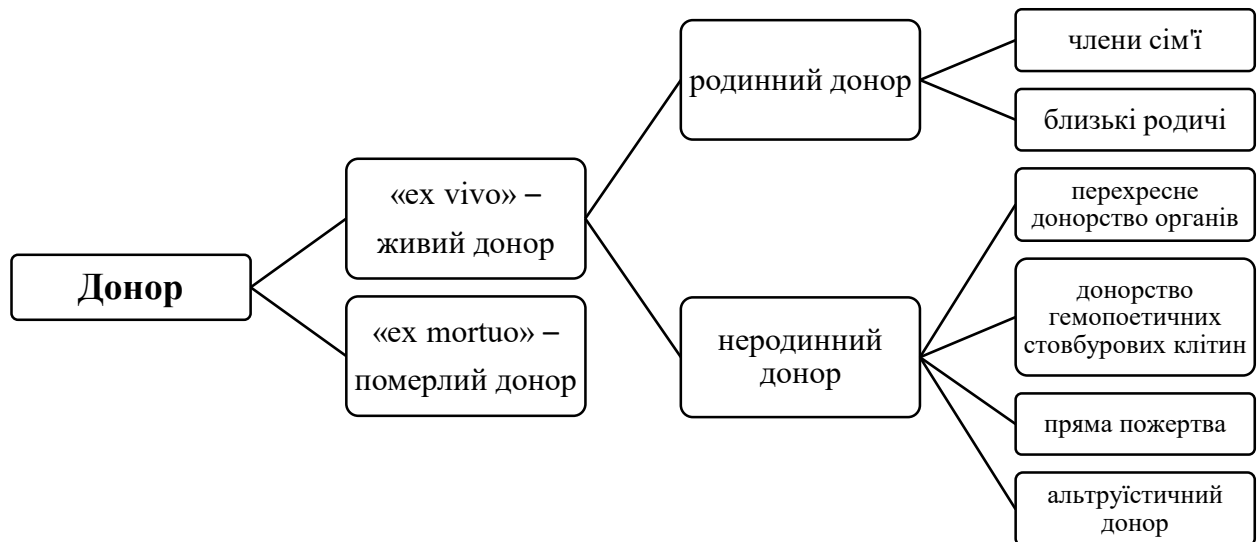 Донор
«ex vivo» –
живий донор
«ex mortuo» –
померлий донор
родинний донор
неродинний
донор
члени сім'ї
близькі родичі
перехресне
донорство органів
донорство
гемопоетичних
стовбурових клітин
пряма пожертва
альтруїстичний
донор